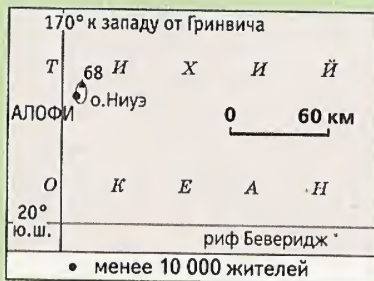 170° к западу от Гринвича
Т И Х И Й
68
о.Ниуэ
АЛОФИ
0 60 км
О К Е А Н
20°
ю.ш.
риф Беверидж
• менее 10 000 жителей